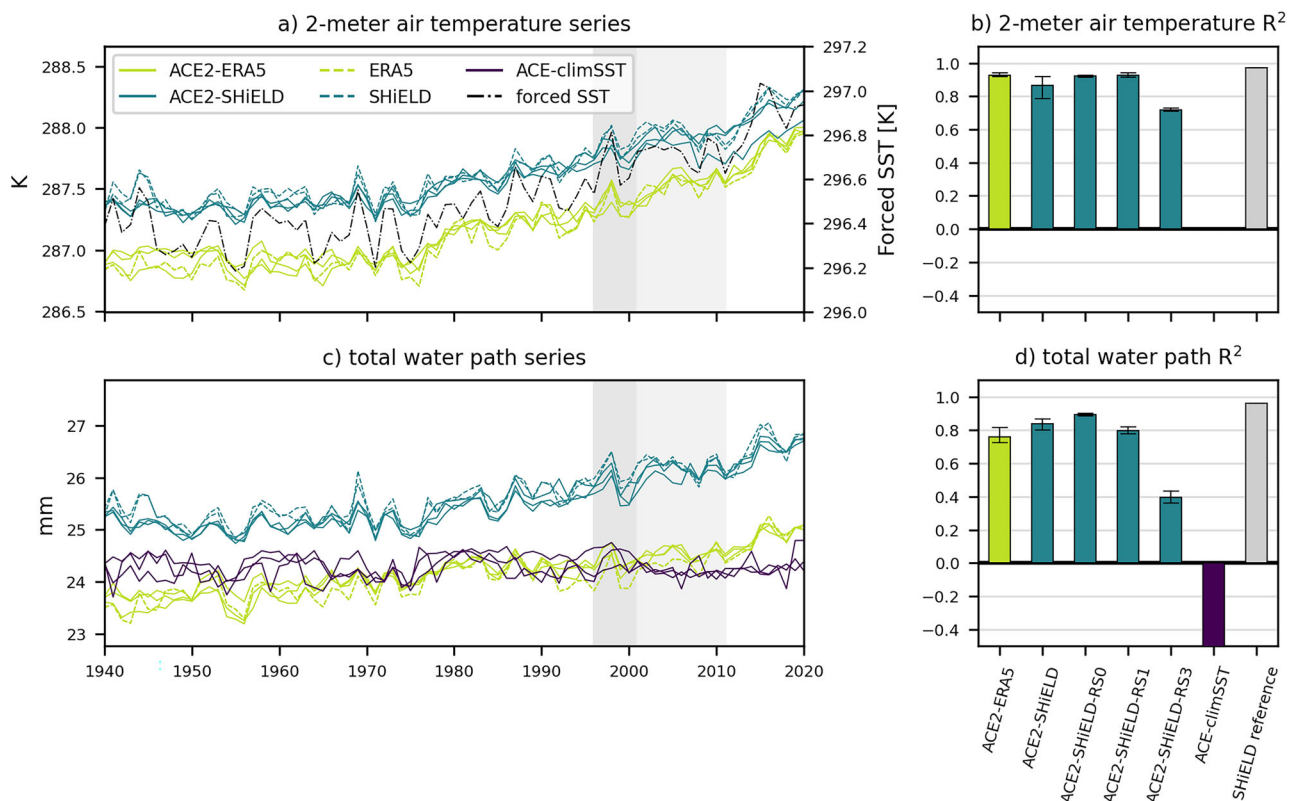 a) 2-meter air temperature series
b) 2-meter air temperature R²
ACE2-ERA5 ERA5 ACE-climSST
ACE2-SHiELD SHiELD forced SST
288.5
288.0
287.5
287.0
286.5
K
297.2
297.0
296.8
296.6
296.4
296.2
296.0
Forced SST [K]
1.0
0.8
0.6
0.4
0.2
0.0
−0.2
−0.4
c) total water path series
d) total water path R²
27
26
25
24
23
mm
1940 1950 1960 1970 1980 1990 2000 2010 2020
1.0
0.8
0.6
0.4
0.2
0.0
−0.2
−0.4
ACE2-ERA5
ACE2-SHiELD
ACE2-SHiELD-RS0
ACE2-SHiELD-RS1
ACE2-SHiELD-RS3
ACE-climSST
SHiELD reference